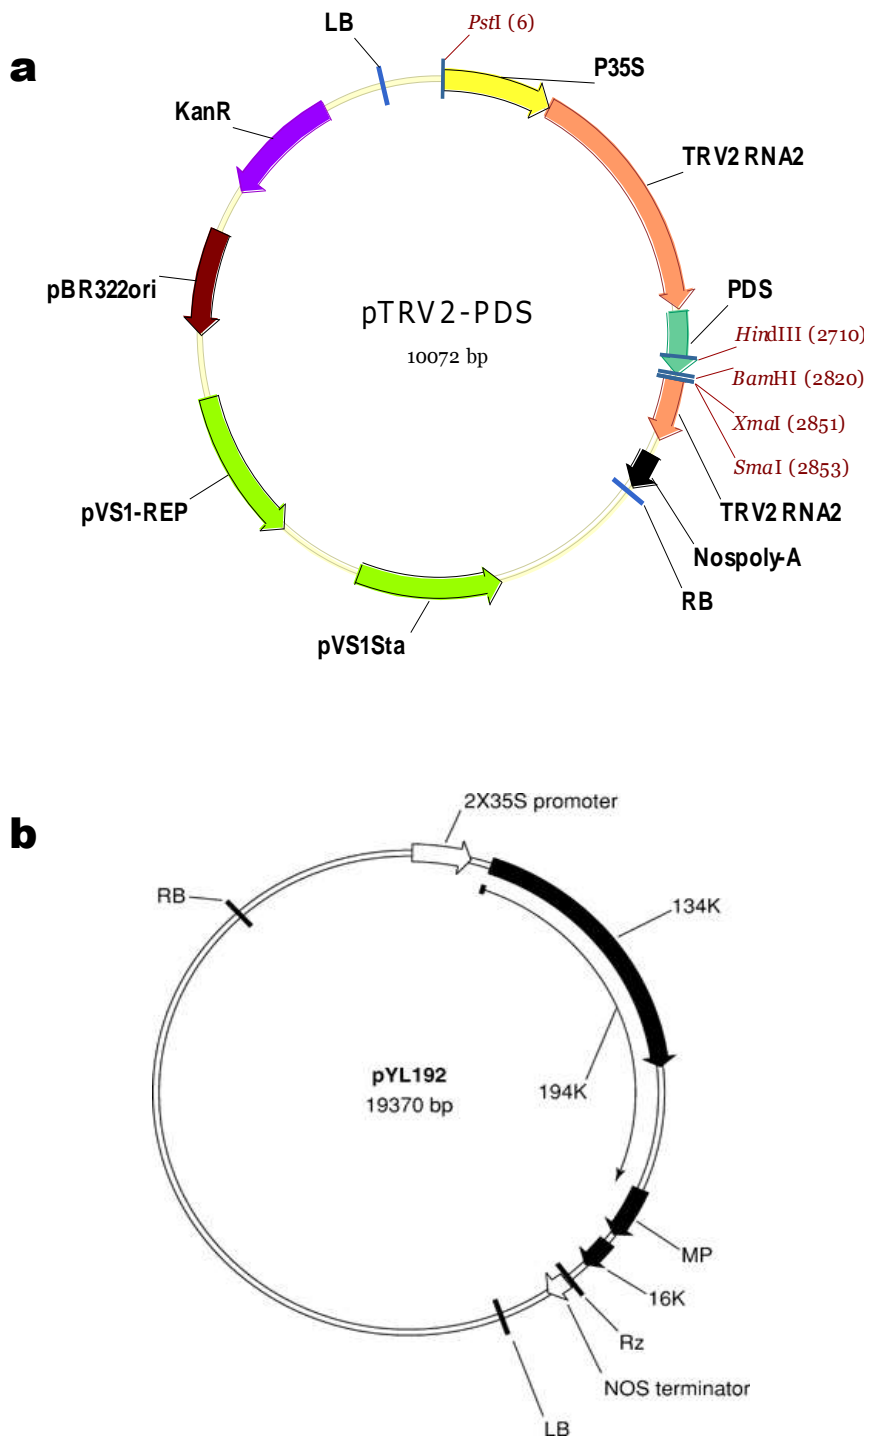 a
LB
PstI (6)
P35S
KanR
TRV2 RNA2
pBR322ori
pTRV2-PDS
10072 bp
PDS
HindIII (2710)
BamHI (2820)
XmaI (2851)
SmaI (2853)
TRV2 RNA2
pVS1-REP
Nospoly-A
RB
pVS1Sta
b
2X35S promoter
RB
134K
pYL192
19370 bp
194K
MP
16K
Rz
NOS terminator
LB